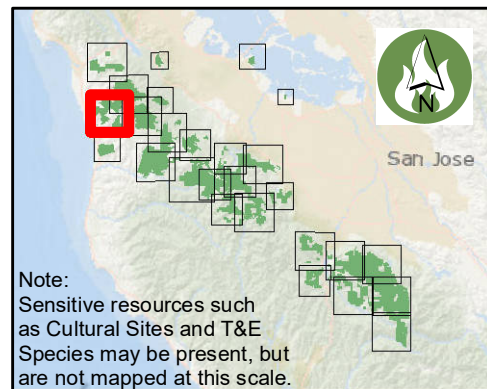 N
San Jose
Note:
Sensitive resources such
as Cultural Sites and T&E
Species may be present, but
are not mapped at this scale.